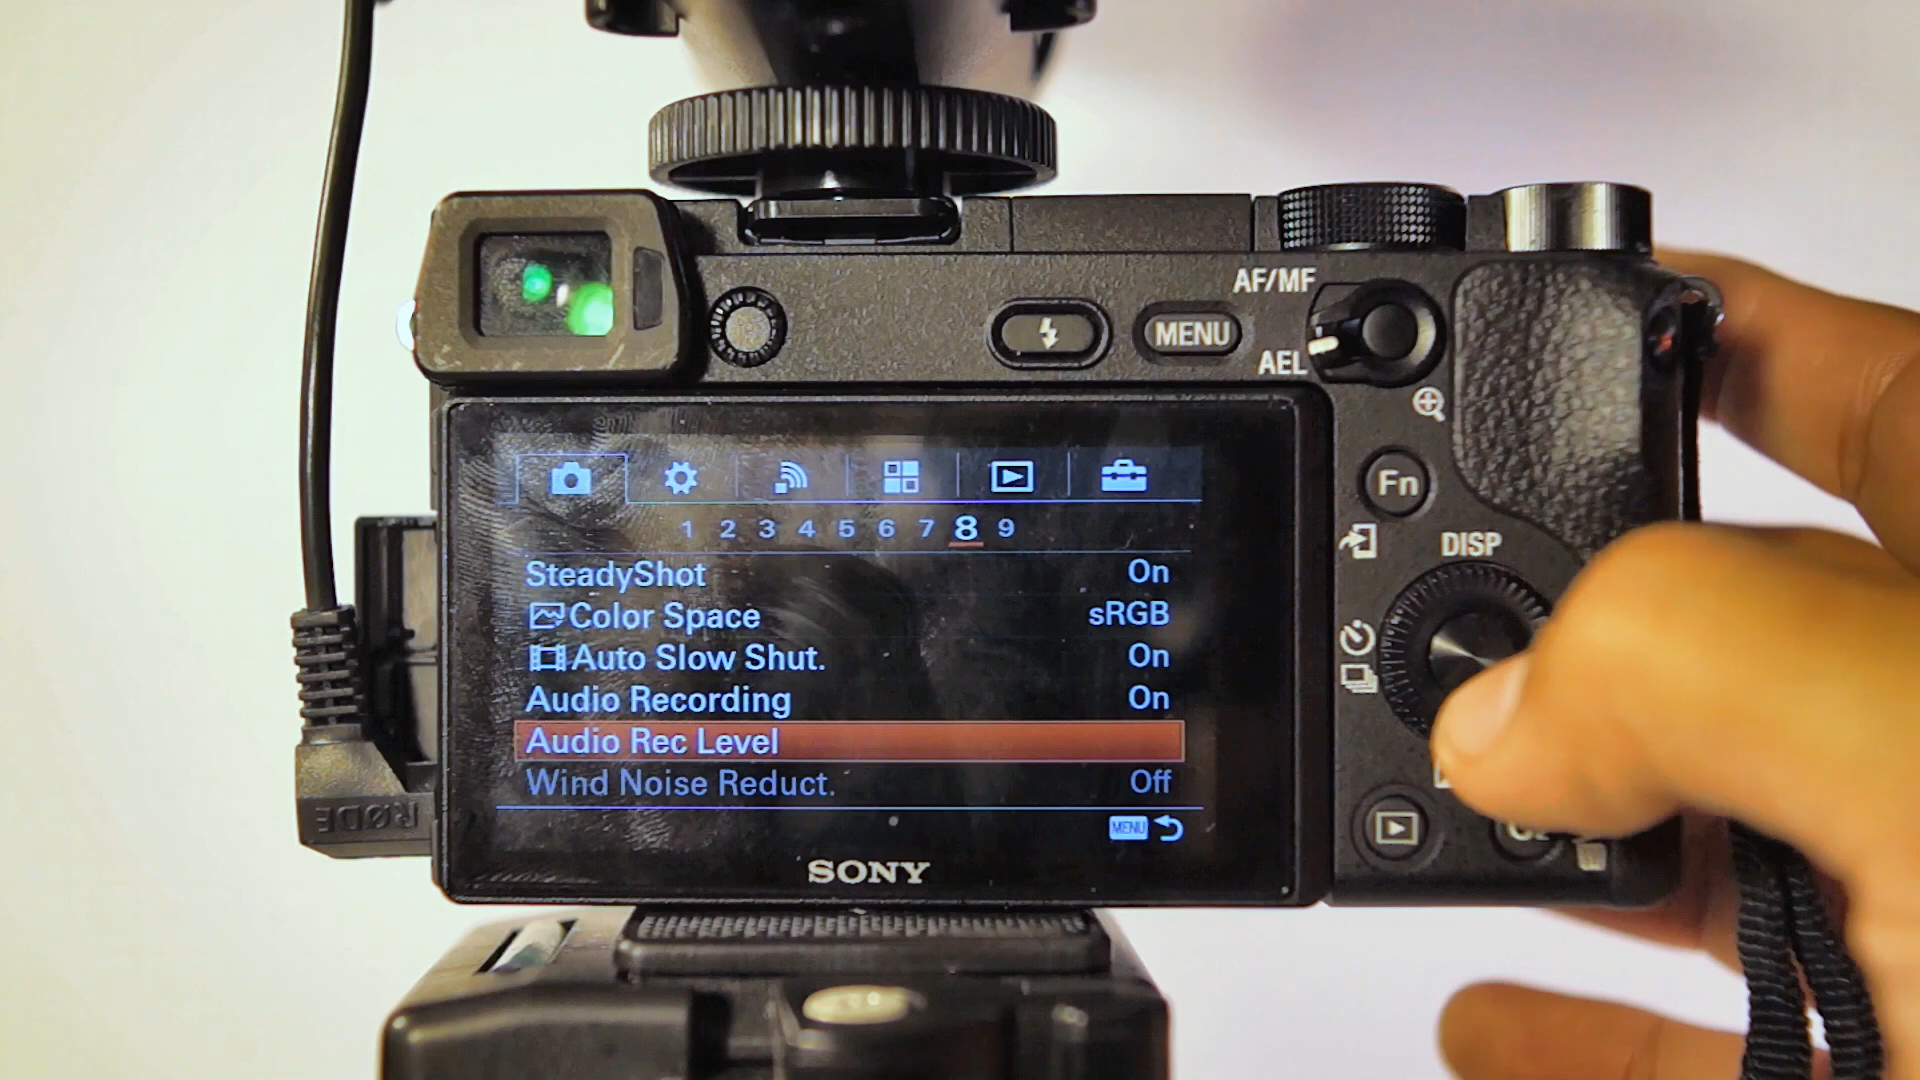 AF/MF
MENU
AEL
Fn
DISP
1 2 3 4 5 6 7 8 9
SteadyShot On
Color Space sRGB
Auto Slow Shut. On
Audio Recording On
Audio Rec Level
Wind Noise Reduct. Off
MENU
SONY
RØDE